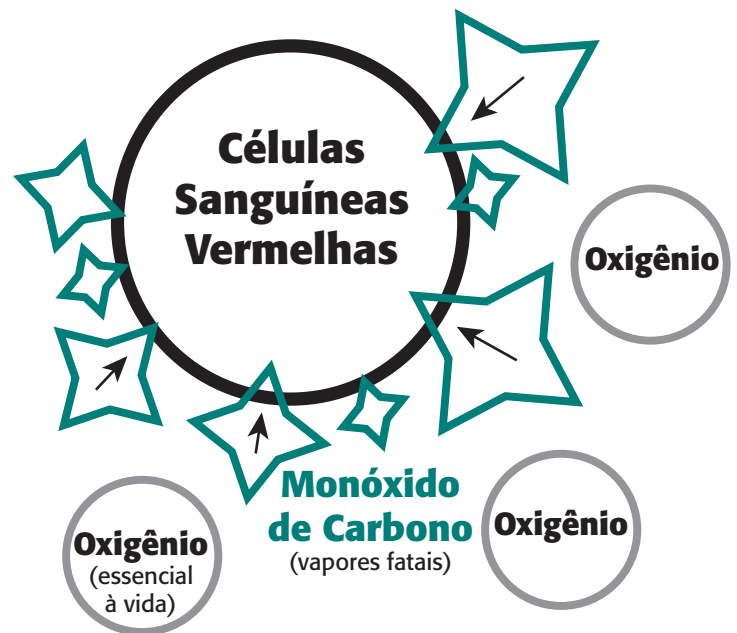 Células
Sanguíneas
Vermelhas
Oxigênio
Monóxido
de Carbono
(vapores fatais)
Oxigênio
Oxigênio
(essencial
à vida)